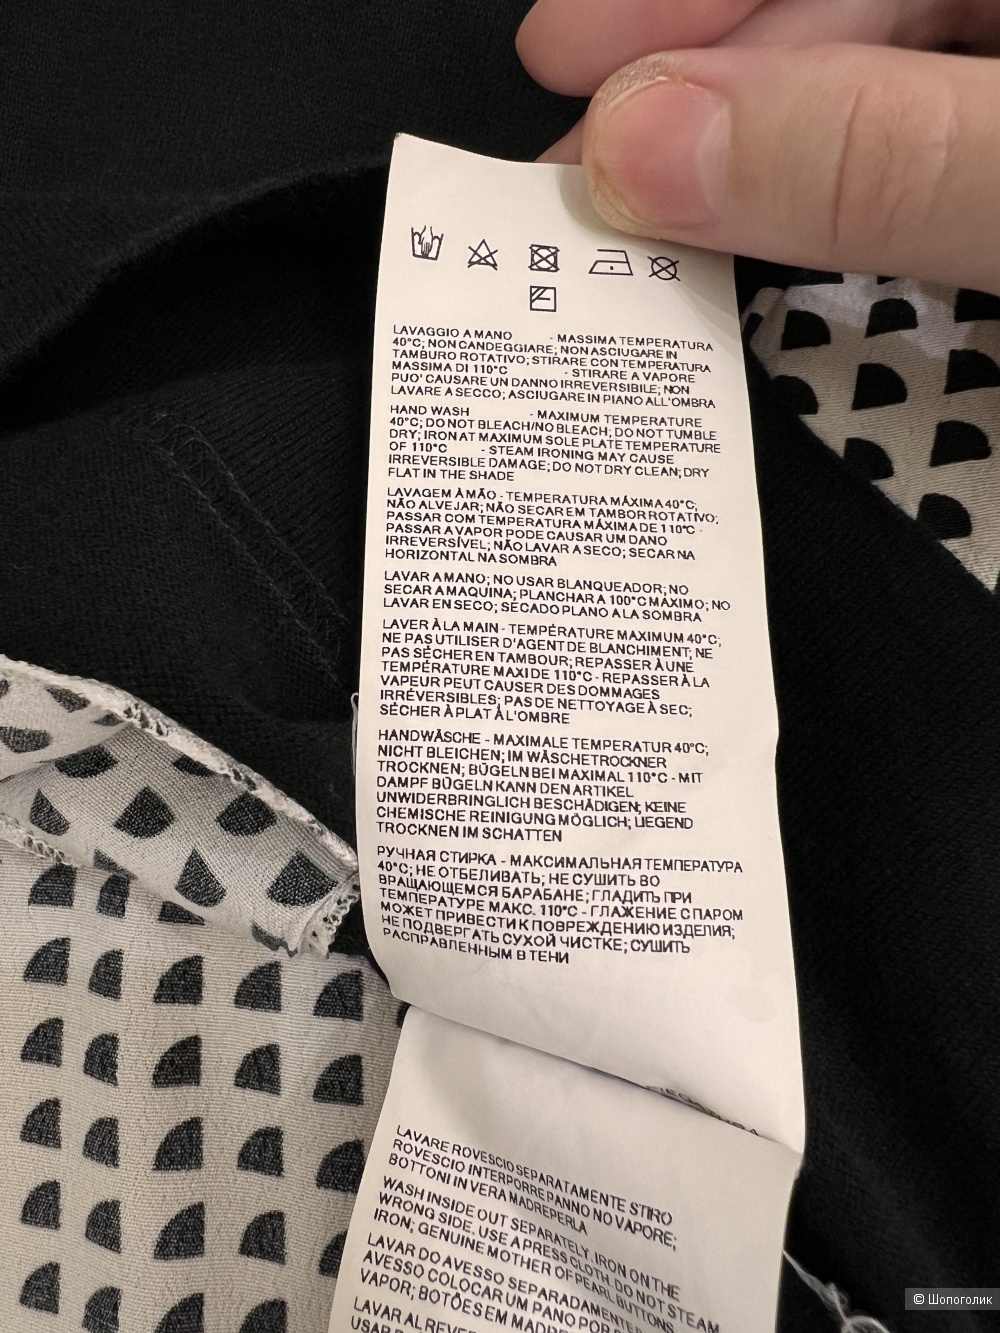 LAVAGGIO A MANO - MASSIMA TEMPERATURA
40°C; NON CANDEGGIARE; NON ASCIUGARE IN
TAMBURO ROTATIVO; STIRARE CON TEMPERATURA
MASSIMA DI 110°C - STIRARE A VAPORE
PUO' CAUSARE UN DANNO IRREVERSIBILE; NON
LAVARE A SECCO; ASCIUGARE IN PIANO ALL'OMBRA
HAND WASH - MAXIMUM TEMPERATURE
40°C; DO NOT BLEACH/NO BLEACH; DO NOT TUMBLE
DRY; IRON AT MAXIMUM SOLE PLATE TEMPERATURE
OF 110°C - STEAM IRONING MAY CAUSE
IRREVERSIBLE DAMAGE; DO NOT DRY CLEAN; DRY
FLAT IN THE SHADE
LAVAGEM À MÃO - TEMPERATURA MÁXIMA 40°C;
NÃO ALVEJAR; NÃO SECAR EM TAMBOR ROTATIVO;
PASSAR COM TEMPERATURA MÁXIMA DE 110°C -
PASSAR A VAPOR PODE CAUSAR UM DANO
IRREVERSÍVEL; NÃO LAVAR A SECO; SECAR NA
HORIZONTAL NA SOMBRA
LAVAR A MANO; NO USAR BLANQUEADOR; NO
SECAR A MAQUINA; PLANCHAR A 100°C MÁXIMO; NO
LAVAR EN SECO; SECADO PLANO A LA SOMBRA
LAVER À LA MAIN - TEMPÉRATURE MAXIMUM 40°C;
NE PAS UTILISER D'AGENT DE BLANCHIMENT; NE
PAS SÉCHER EN TAMBOUR; REPASSER À UNE
TEMPÉRATURE MAXI DE 110°C - REPASSER À LA
VAPEUR PEUT CAUSER DES DOMMAGES
IRRÉVERSIBLES; PAS DE NETTOYAGE À SEC;
SÉCHER À PLAT À L'OMBRE
HANDWÄSCHE - MAXIMALE TEMPERATUR 40°C;
NICHT BLEICHEN; IM WÄSCHETROCKNER
TROCKNEN; BÜGELN BEI MAXIMAL 110°C - MIT
DAMPF BÜGELN KANN DEN ARTIKEL
UNWIDERBRINGLICH BESCHÄDIGEN; KEINE
CHEMISCHE REINIGUNG MÖGLICH; LIEGEND
TROCKNEN IM SCHATTEN
РУЧНАЯ СТИРКА - МАКСИМАЛЬНАЯ ТЕМПЕРАТУРА
40°C; НЕ ОТБЕЛИВАТЬ; НЕ СУШИТЬ ВО
ВРАЩАЮЩЕМСЯ БАРАБАНЕ; ГЛАДИТЬ ПРИ
ТЕМПЕРАТУРЕ МАКС. 110°C - ГЛАЖЕНИЕ С ПАРОМ
МОЖЕТ ПРИВЕСТИ К ПОВРЕЖДЕНИЮ ИЗДЕЛИЯ;
НЕ ПОДВЕРГАТЬ СУХОЙ ЧИСТКЕ; СУШИТЬ
РАСПРАВЛЕННЫМ В ТЕНИ
LAVARE ROVESCIO SEPARATAMENTE STIRO
ROVESCIO INTERPORRE PANNO NO VAPORE;
BOTTONI IN VERA MADREPERLA
WASH INSIDE OUT SEPARATELY. IRON ON THE
WRONG SIDE. USE A PRESS CLOTH. DO NOT STEAM
IRON; GENUINE MOTHER OF PEARL BUTTONS
LAVAR DO AVESSO SEPARADAMENTE
AVESSO COLOCAR UM PANO POR
VAPOR; BOTÕES EM
LAVAR AL
© Шопоголик